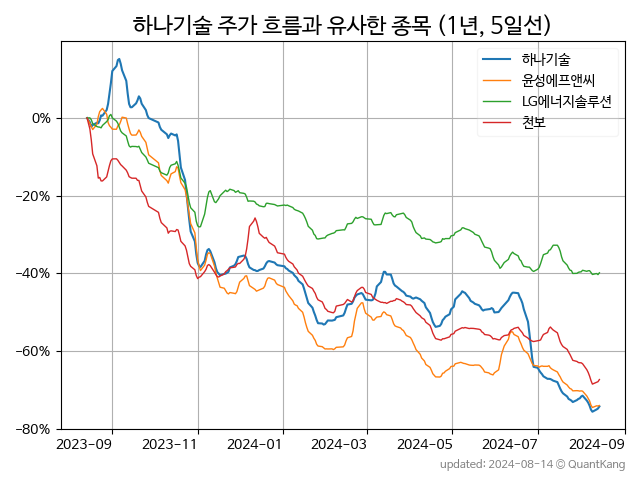 하나기술 주가 흐름과 유사한 종목 (1년, 5일선)
하나기술
윤성에프앤씨
LG에너지솔루션
천보
0%
−20%
−40%
−60%
−80%
2023-09 2023-11 2024-01 2024-03 2024-05 2024-07 2024-09
updated: 2024-08-14 © QuantKang